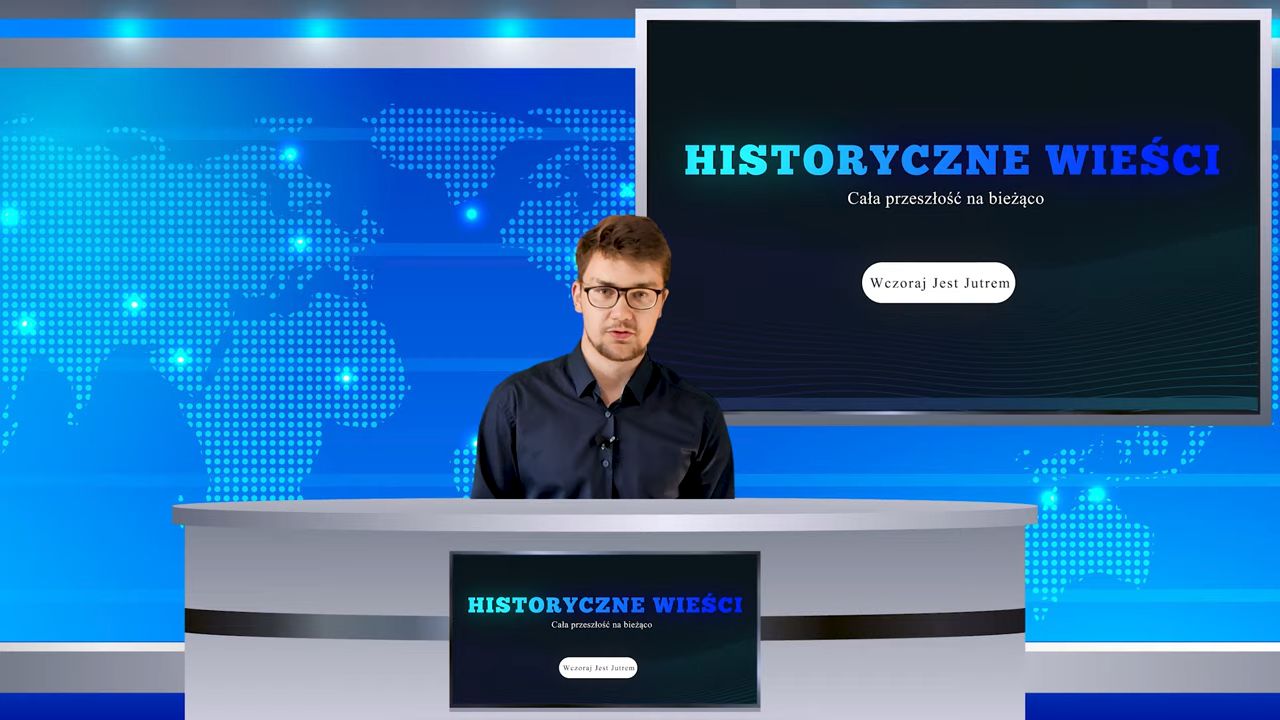 HISTORYCZNE WIEŚCI
Cała przeszłość na bieżąco
Wczoraj Jest Jutrem
HISTORYCZNE WIEŚCI
Cała przeszłość na bieżąco
Wczoraj Jest Jutrem